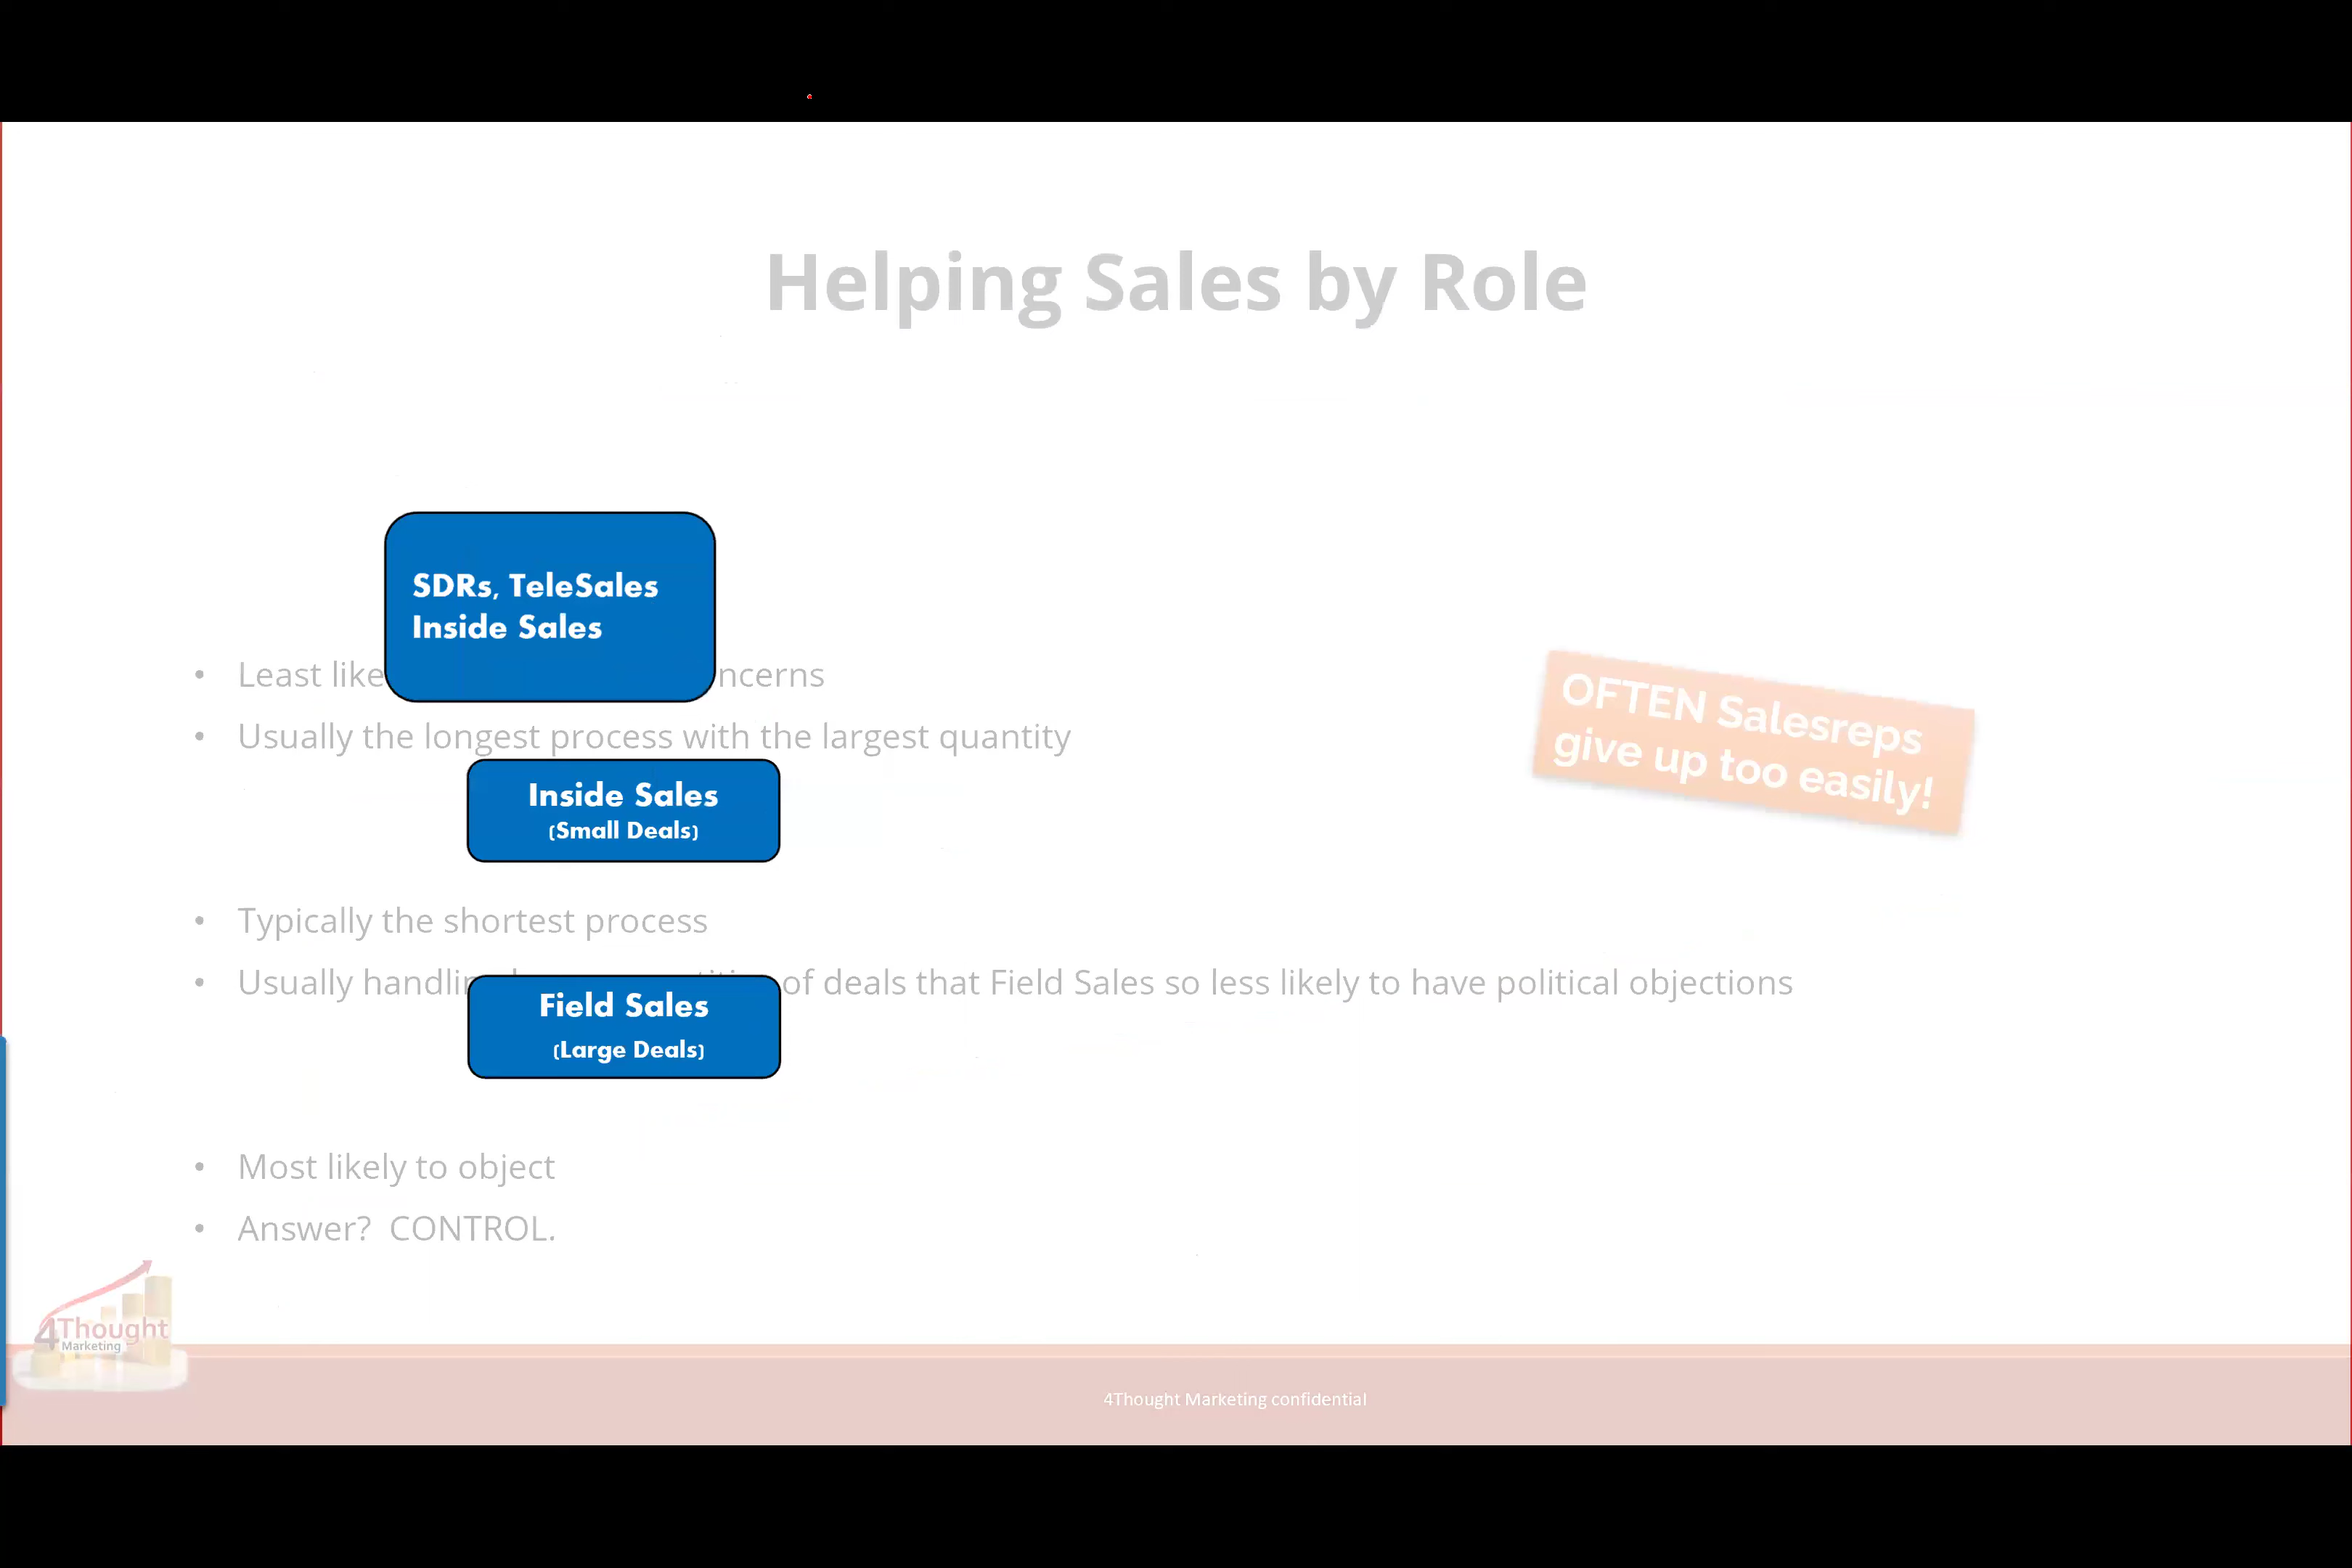 Helping Sales by Role
SDRs, TeleSales
Inside Sales
• Least like ncerns
• Usually the longest process with the largest quantity
OFTEN Salesreps
give up too easily!
Inside Sales
(Small Deals)
• Typically the shortest process
• Usually handlin of deals that Field Sales so less likely to have political objections
Field Sales
(Large Deals)
• Most likely to object
• Answer? CONTROL.
4Thought
Marketing
4Thought Marketing confidential